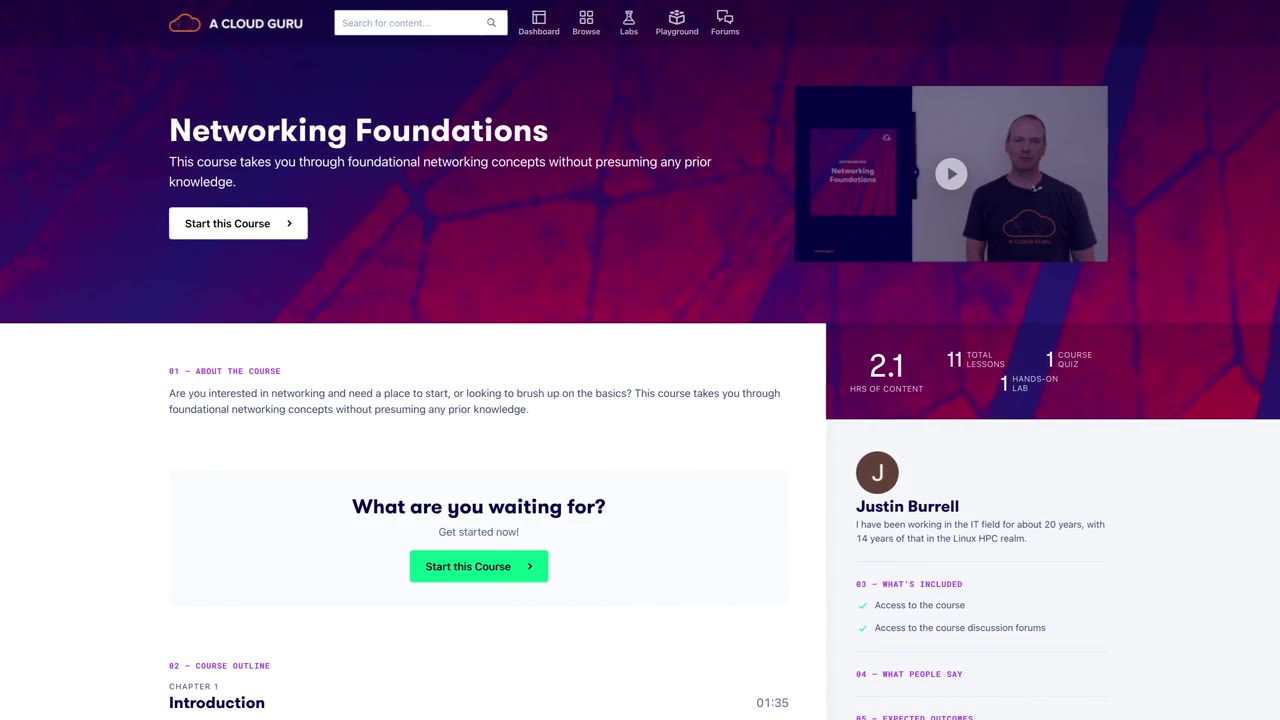 A CLOUD GURU
Search for content...
Dashboard
Browse
Labs
Playground
Forums
Networking Foundations
This course takes you through foundational networking concepts without presuming any prior
knowledge.
Start this Course
Networking
Foundations
A CLOUD GURU
2.1
HRS OF CONTENT
11 TOTAL
LESSONS
1 COURSE
QUIZ
1 HANDS-ON
LAB
01 — ABOUT THE COURSE
Are you interested in networking and need a place to start, or looking to brush up on the basics? This course takes you through
foundational networking concepts without presuming any prior knowledge.
What are you waiting for?
Get started now!
Start this Course
02 — COURSE OUTLINE
CHAPTER 1
Introduction
01:35
J
Justin Burrell
I have been working in the IT field for about 20 years, with
14 years of that in the Linux HPC realm.
03 — WHAT'S INCLUDED
Access to the course
Access to the course discussion forums
04 — WHAT PEOPLE SAY
05 — EXPECTED OUTCOMES